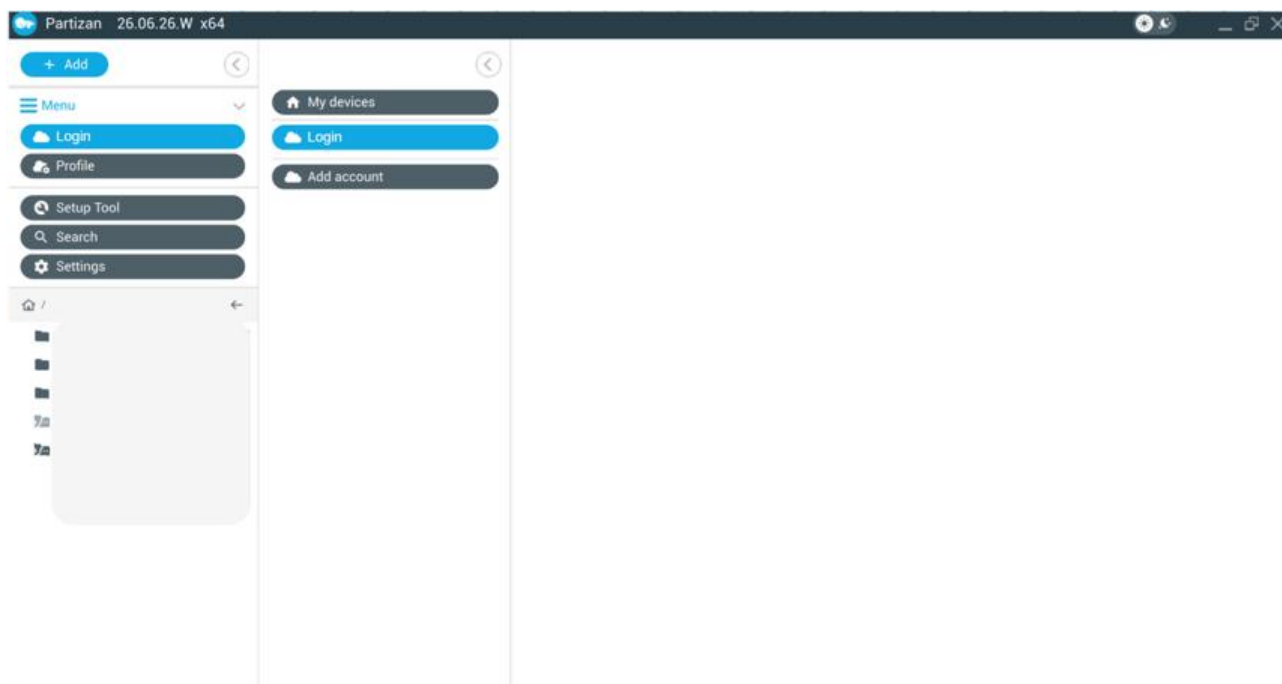 Partizan 26.06.26.W x64
+ Add
Menu
Login
Profile
Setup Tool
Search
Settings
/
My devices
Login
Add account